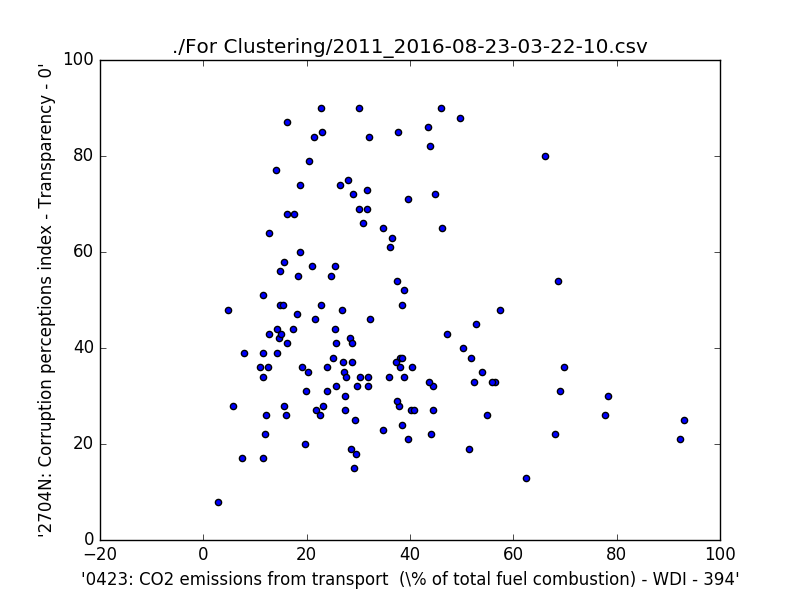 ./For Clustering/2011_2016-08-23-03-22-10.csv
100
80
60
40
20
0
'2704N: Corruption perceptions index - Transparency - 0'
−20 0 20 40 60 80 100
'0423: CO2 emissions from transport  (\% of total fuel combustion) - WDI - 394'